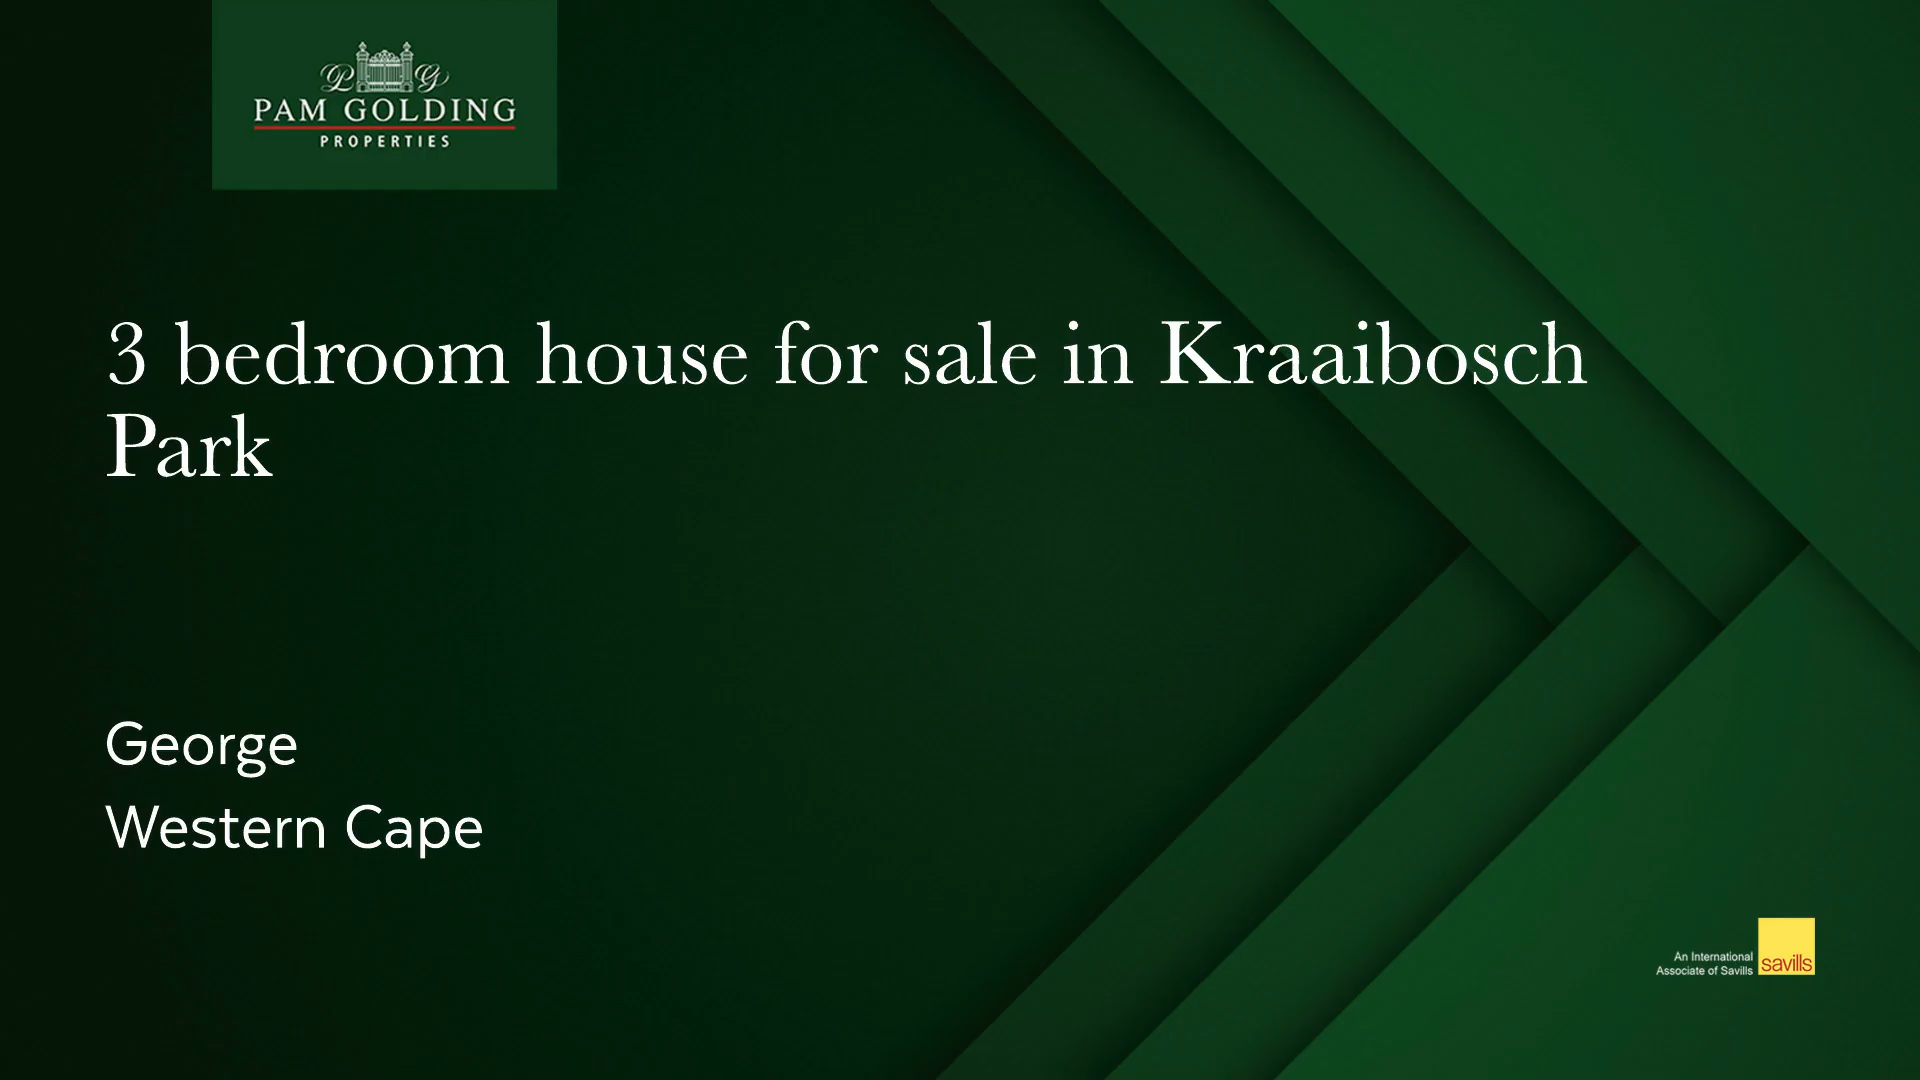 PG
PAM GOLDING
PROPERTIES
3 bedroom house for sale in Kraaibosch
Park
George
Western Cape
An International
Associate of Savills
savills